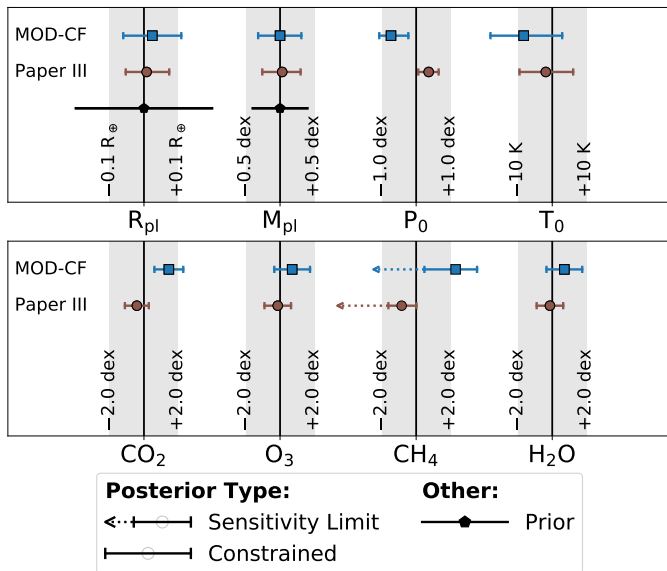 MOD-CF
Paper III
−0.1 R⊕ +0.1 R⊕ −0.5 dex +0.5 dex −1.0 dex +1.0 dex −10 K +10 K
Rpl Mpl P0 T0
MOD-CF
Paper III
−2.0 dex +2.0 dex −2.0 dex +2.0 dex −2.0 dex +2.0 dex −2.0 dex +2.0 dex
CO2 O3 CH4 H2O
Posterior Type: Other:
Sensitivity Limit Prior
Constrained